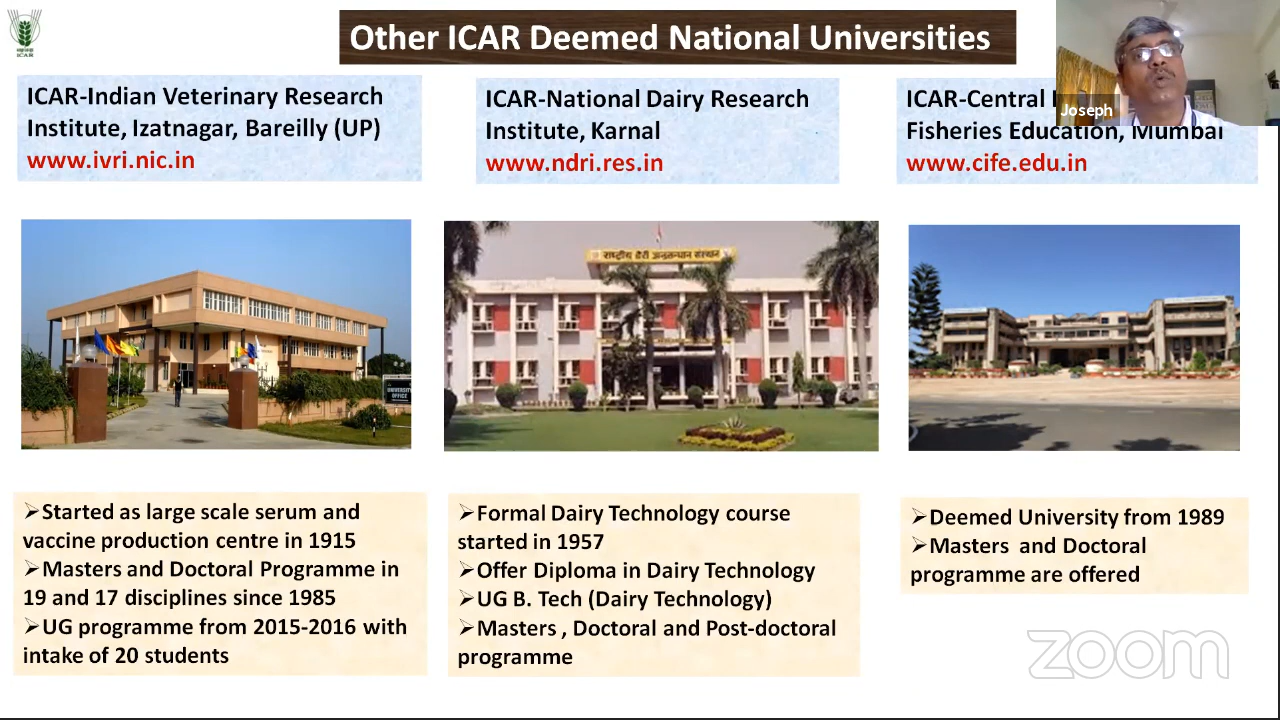 Other ICAR Deemed National Universities
ICAR
Joseph
ICAR-Indian Veterinary Research
Institute, Izatnagar, Bareilly (UP)
www.ivri.nic.in
ICAR-National Dairy Research
Institute, Karnal
www.ndri.res.in
ICAR-Central
Fisheries Education, Mumbai
www.cife.edu.in
UNIVERSITY
OFFICE
राष्ट्रीय डेरी अनुसन्धान संस्थान
➢Started as large scale serum and
vaccine production centre in 1915
➢Masters and Doctoral Programme in
19 and 17 disciplines since 1985
➢UG programme from 2015-2016 with
intake of 20 students
➢Formal Dairy Technology course
started in 1957
➢Offer Diploma in Dairy Technology
➢UG B. Tech (Dairy Technology)
➢Masters , Doctoral and Post-doctoral
programme
➢Deemed University from 1989
➢Masters and Doctoral
programme are offered
zoom